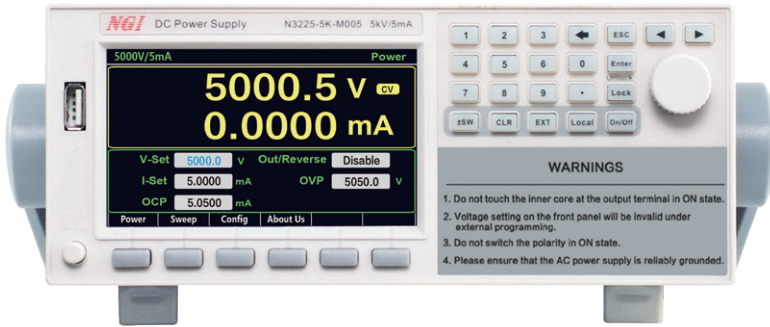 NGI DC Power Supply N3225-5K-M005 5kV/5mA
5000V/5mA Power
5000.5 V CV
0.0000 mA
V-Set 5000.0 V Out/Reverse Disable
I-Set 5.0000 mA OVP 5050.0 V
OCP 5.0500 mA
Power Sweep Config About Us
1 2 3 ESC
4 5 6 0 Enter
Unlock
7 8 9 . Lock
±SW CLR EXT Local On/Off
WARNINGS
1. Do not touch the inner core at the output terminal in ON state.
2. Voltage setting on the front panel will be invalid under
external programming.
3. Do not switch the polarity in ON state.
4. Please ensure that the AC power supply is reliably grounded.